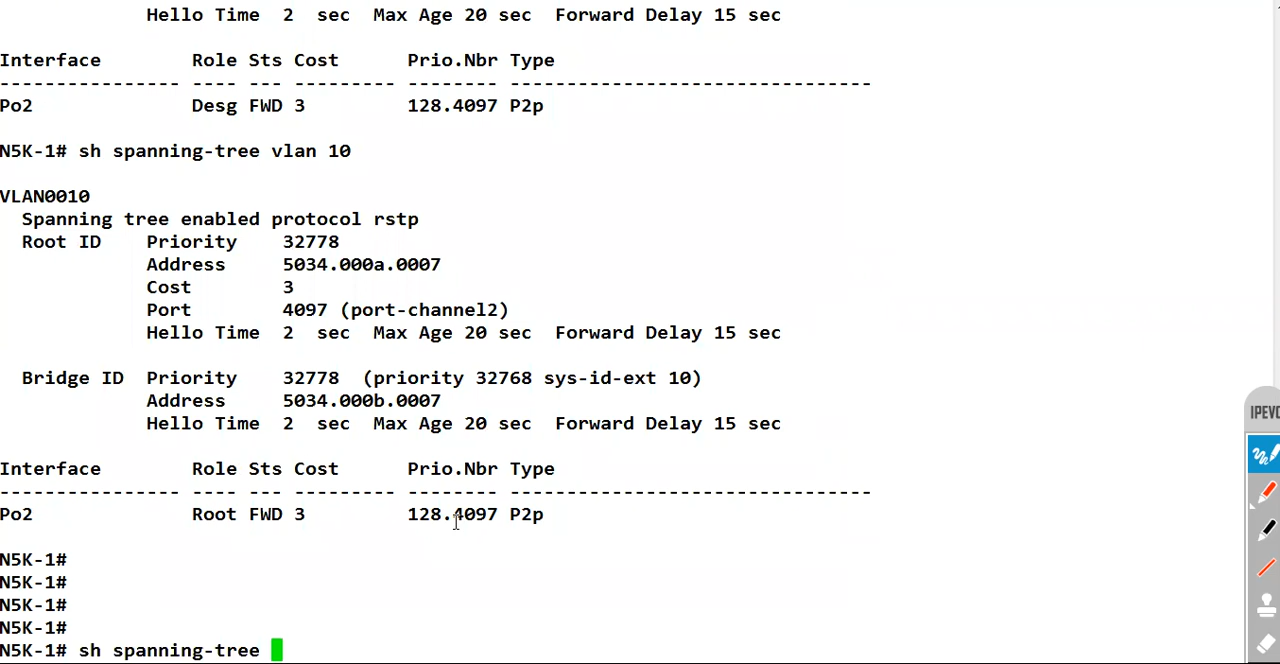 Hello Time  2  sec  Max Age 20 sec  Forward Delay 15 sec

Interface        Role Sts Cost      Prio.Nbr Type
---------------- ---- --- --------- -------- --------------------------------
Po2              Desg FWD 3         128.4097 P2p

N5K-1# sh spanning-tree vlan 10

VLAN0010
  Spanning tree enabled protocol rstp
  Root ID    Priority    32778
             Address     5034.000a.0007
             Cost        3
             Port        4097 (port-channel2)
             Hello Time  2  sec  Max Age 20 sec  Forward Delay 15 sec

  Bridge ID  Priority    32778  (priority 32768 sys-id-ext 10)
             Address     5034.000b.0007
             Hello Time  2  sec  Max Age 20 sec  Forward Delay 15 sec

Interface        Role Sts Cost      Prio.Nbr Type
---------------- ---- --- --------- -------- --------------------------------
Po2              Root FWD 3         128.4097 P2p

N5K-1#
N5K-1#
N5K-1#
N5K-1#
N5K-1# sh spanning-tree
IPEVO